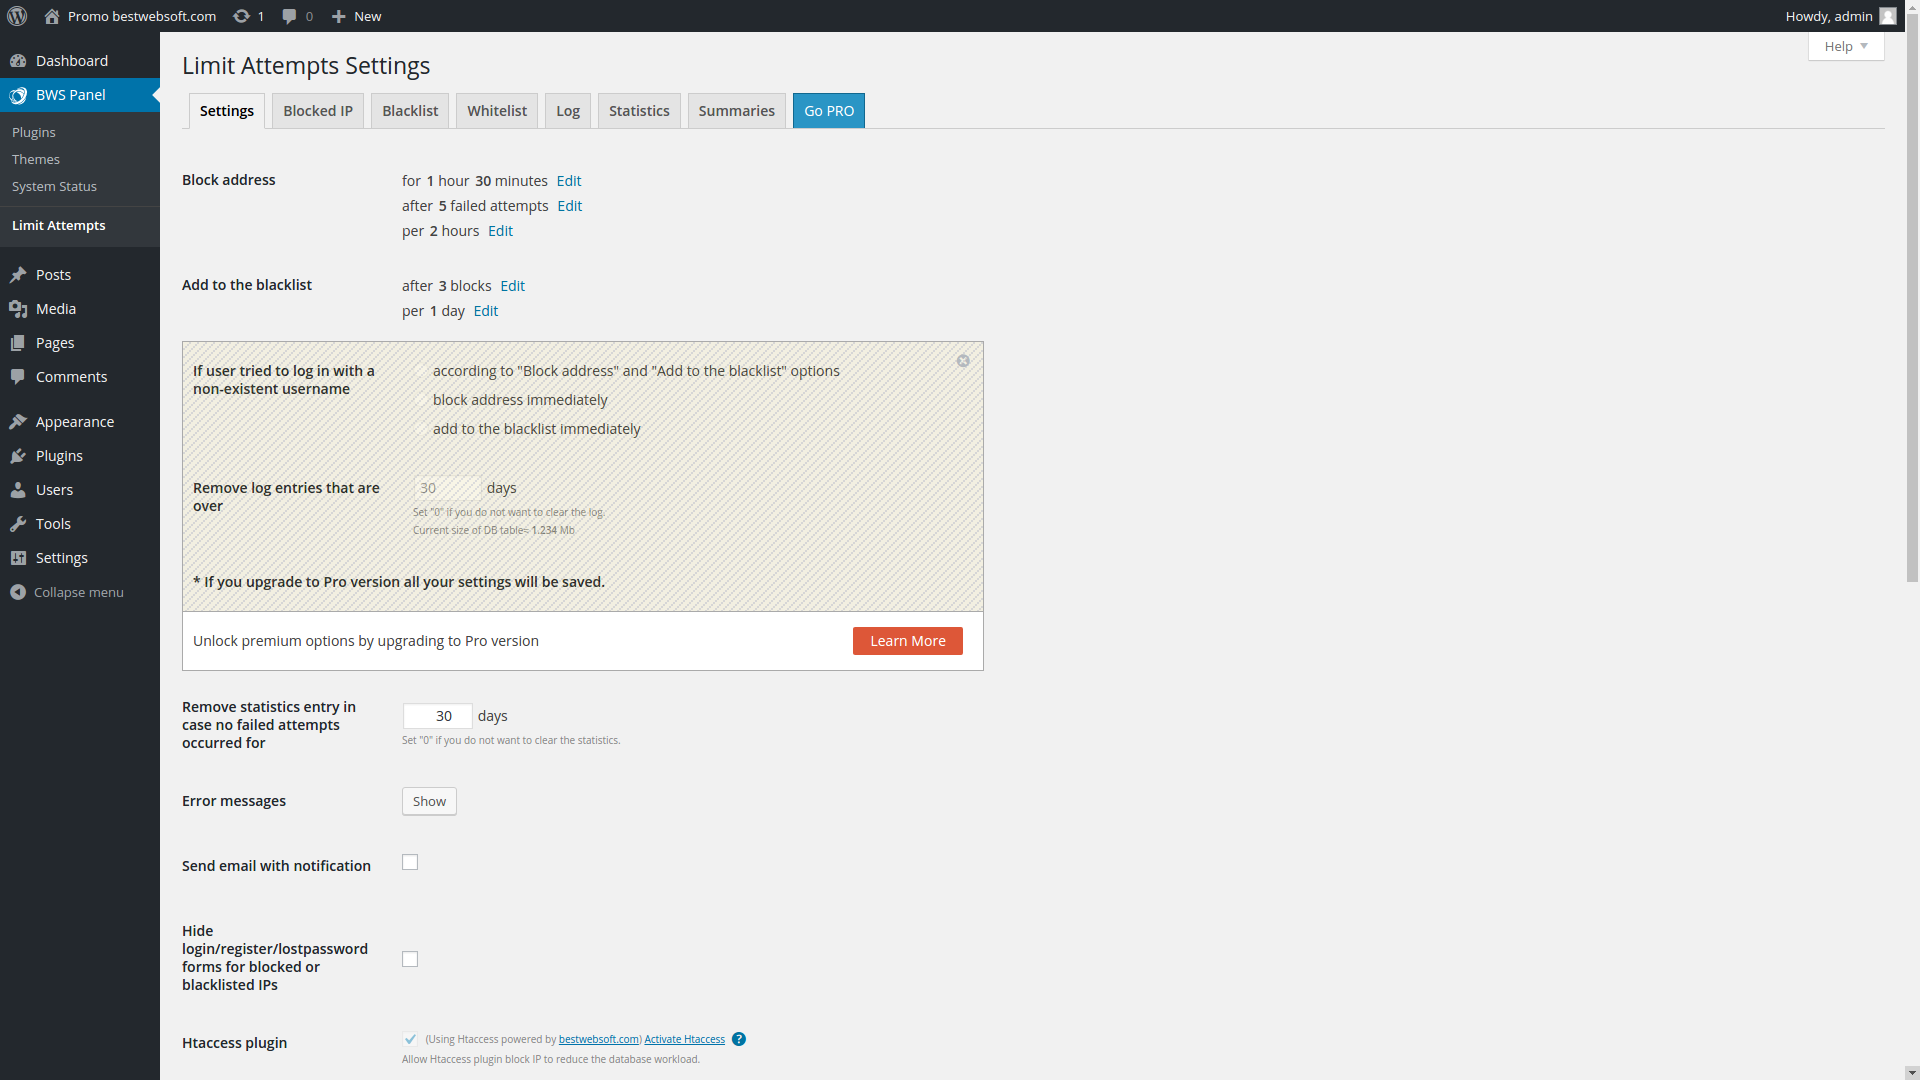 Promo bestwebsoft.com 1 0 New Howdy, admin
Help
Dashboard
BWS Panel
Plugins
Themes
System Status
Limit Attempts
Posts
Media
Pages
Comments
Appearance
Plugins
Users
Tools
Settings
Collapse menu
Limit Attempts Settings
Settings Blocked IP Blacklist Whitelist Log Statistics Summaries Go PRO
Block address
for 1 hour 30 minutes Edit
after 5 failed attempts Edit
per 2 hours Edit
Add to the blacklist
after 3 blocks Edit
per 1 day Edit
If user tried to log in with a
non-existent username
according to "Block address" and "Add to the blacklist" options
block address immediately
add to the blacklist immediately
Remove log entries that are
over
30 days
Set "0" if you do not want to clear the log.
Current size of DB table≈ 1.234 Mb
* If you upgrade to Pro version all your settings will be saved.
Unlock premium options by upgrading to Pro version
Learn More
Remove statistics entry in
case no failed attempts
occurred for
30 days
Set "0" if you do not want to clear the statistics.
Error messages
Show
Send email with notification
Hide
login/register/lostpassword
forms for blocked or
blacklisted IPs
Htaccess plugin
(Using Htaccess powered by bestwebsoft.com) Activate Htaccess ?
Allow Htaccess plugin block IP to reduce the database workload.